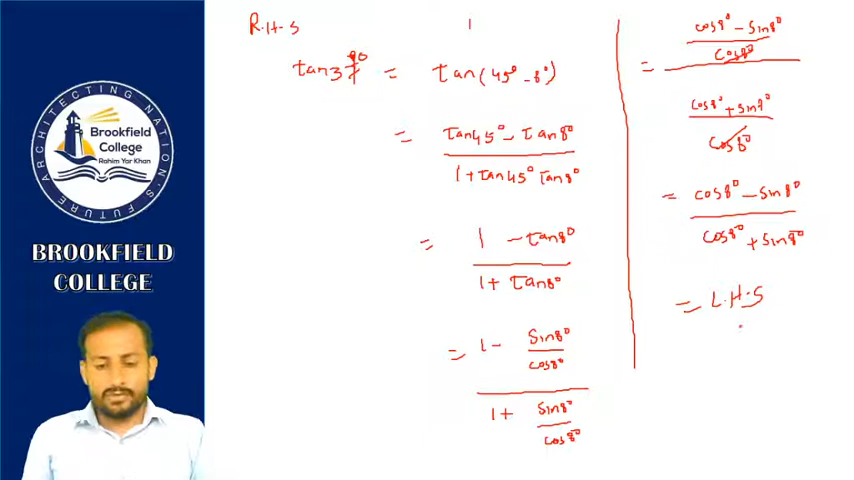 ARCHITECTING NATION'S FUTURE
Brookfield
College
Rahim Yar Khan
BROOKFIELD
COLLEGE
R.H.S
tan37° = tan(45° - 8°)
= tan45° - tan8°
1 + tan45° tan8°
= 1 - tan8°
1 + tan8°
= 1 - sin8°
cos8°
1 + sin8°
cos8°
= cos8° - sin8°
cos8°
cos8° + sin8°
cos8°
= cos8° - sin8°
cos8° + sin8°
= L.H.S